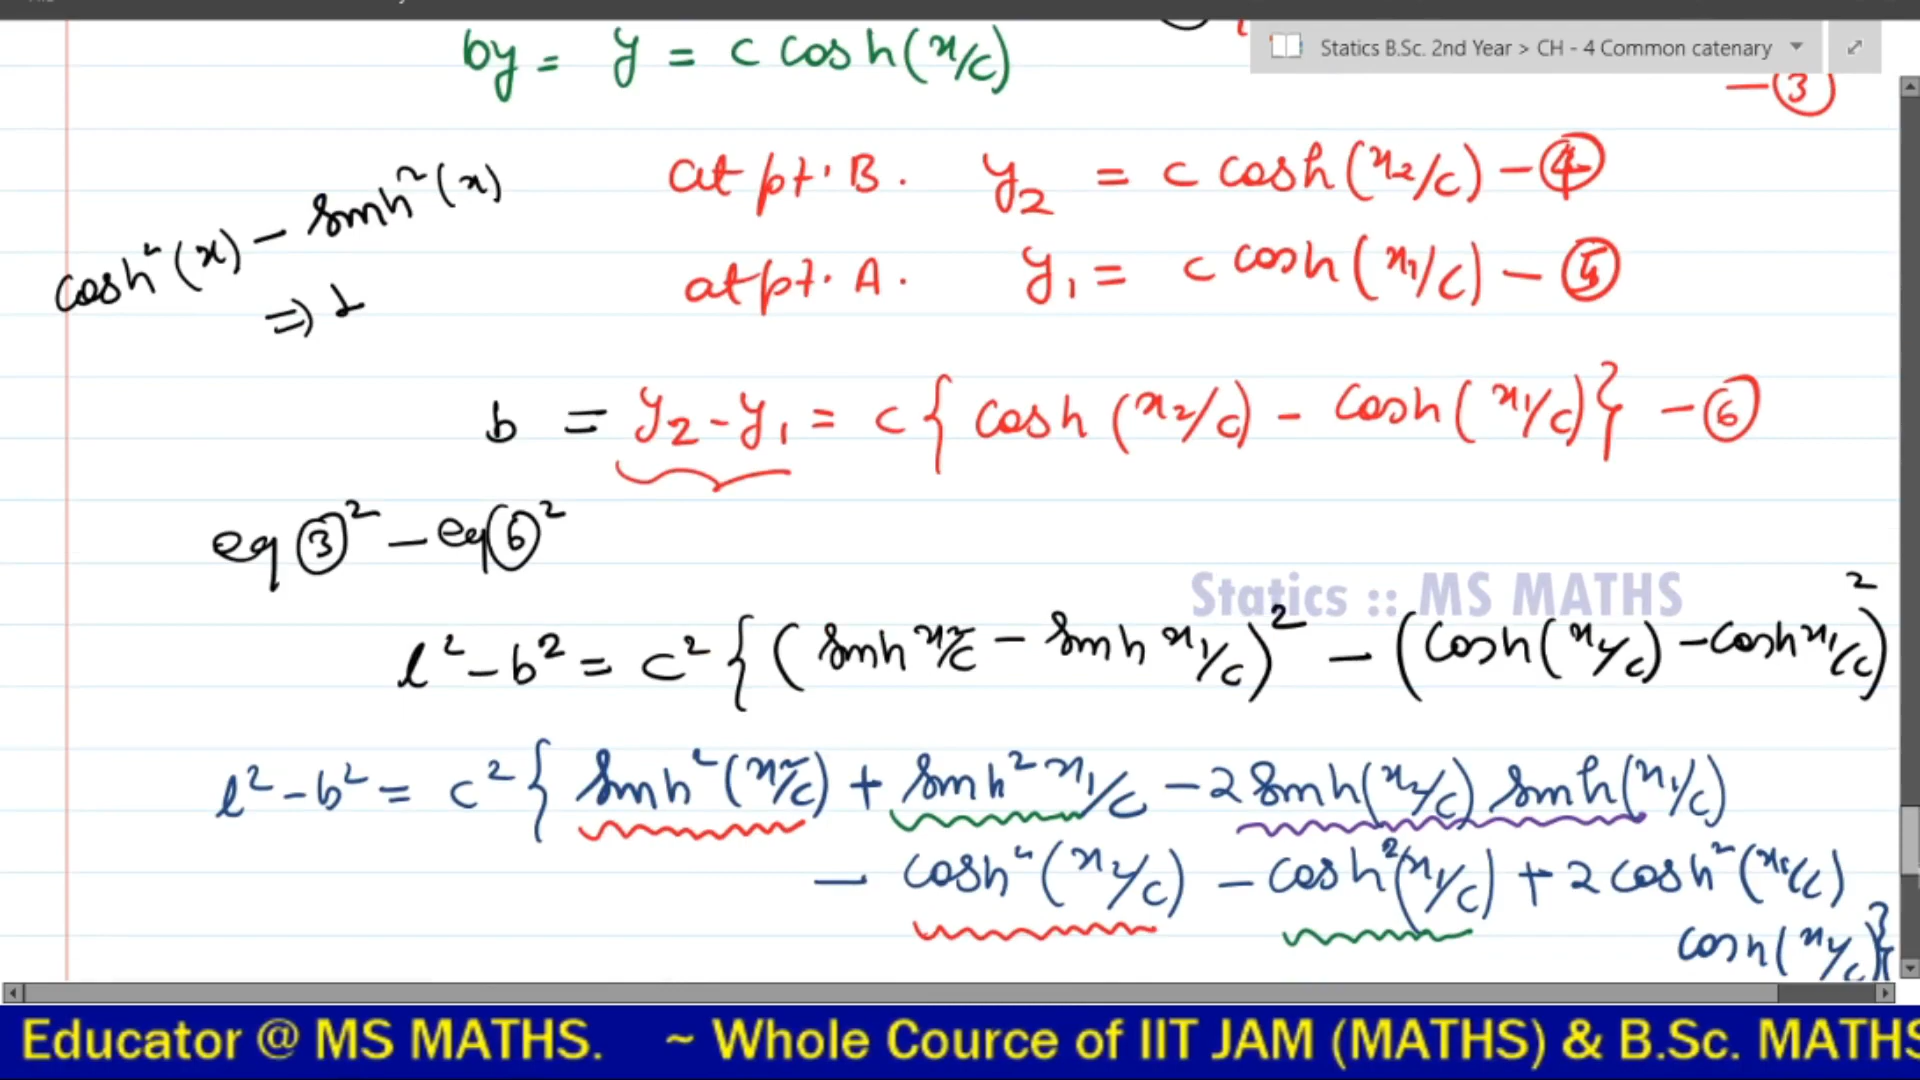 by = y = c cosh(x/c)
Statics B.Sc. 2nd Year > CH - 4 Common catenary
— ③
at pt. B. y₂ = c cosh(x₂/c) — ④
cosh²(x) — sinh²(x)
⇒ 1
at pt. A. y₁ = c cosh(x₁/c) — ⑤
b = y₂ - y₁ = c { cosh(x₂/c) - cosh(x₁/c) } — ⑥
eq ③² — eq ⑥²
Statics :: MS MATHS
l² - b² = c² { (sinh x₂/c - sinh x₁/c)² — (cosh(x₂/c) - cosh x₁/c)²
l² - b² = c² { sinh²(x₂/c) + sinh² x₁/c - 2 sinh(x₂/c) sinh(x₁/c)
— cosh²(x₂/c) — cosh²(x₁/c) + 2 cosh²(x₁/c)
cosh(x₂/c) }
Educator @ MS MATHS. ~ Whole Cource of IIT JAM (MATHS) & B.Sc. MATHS